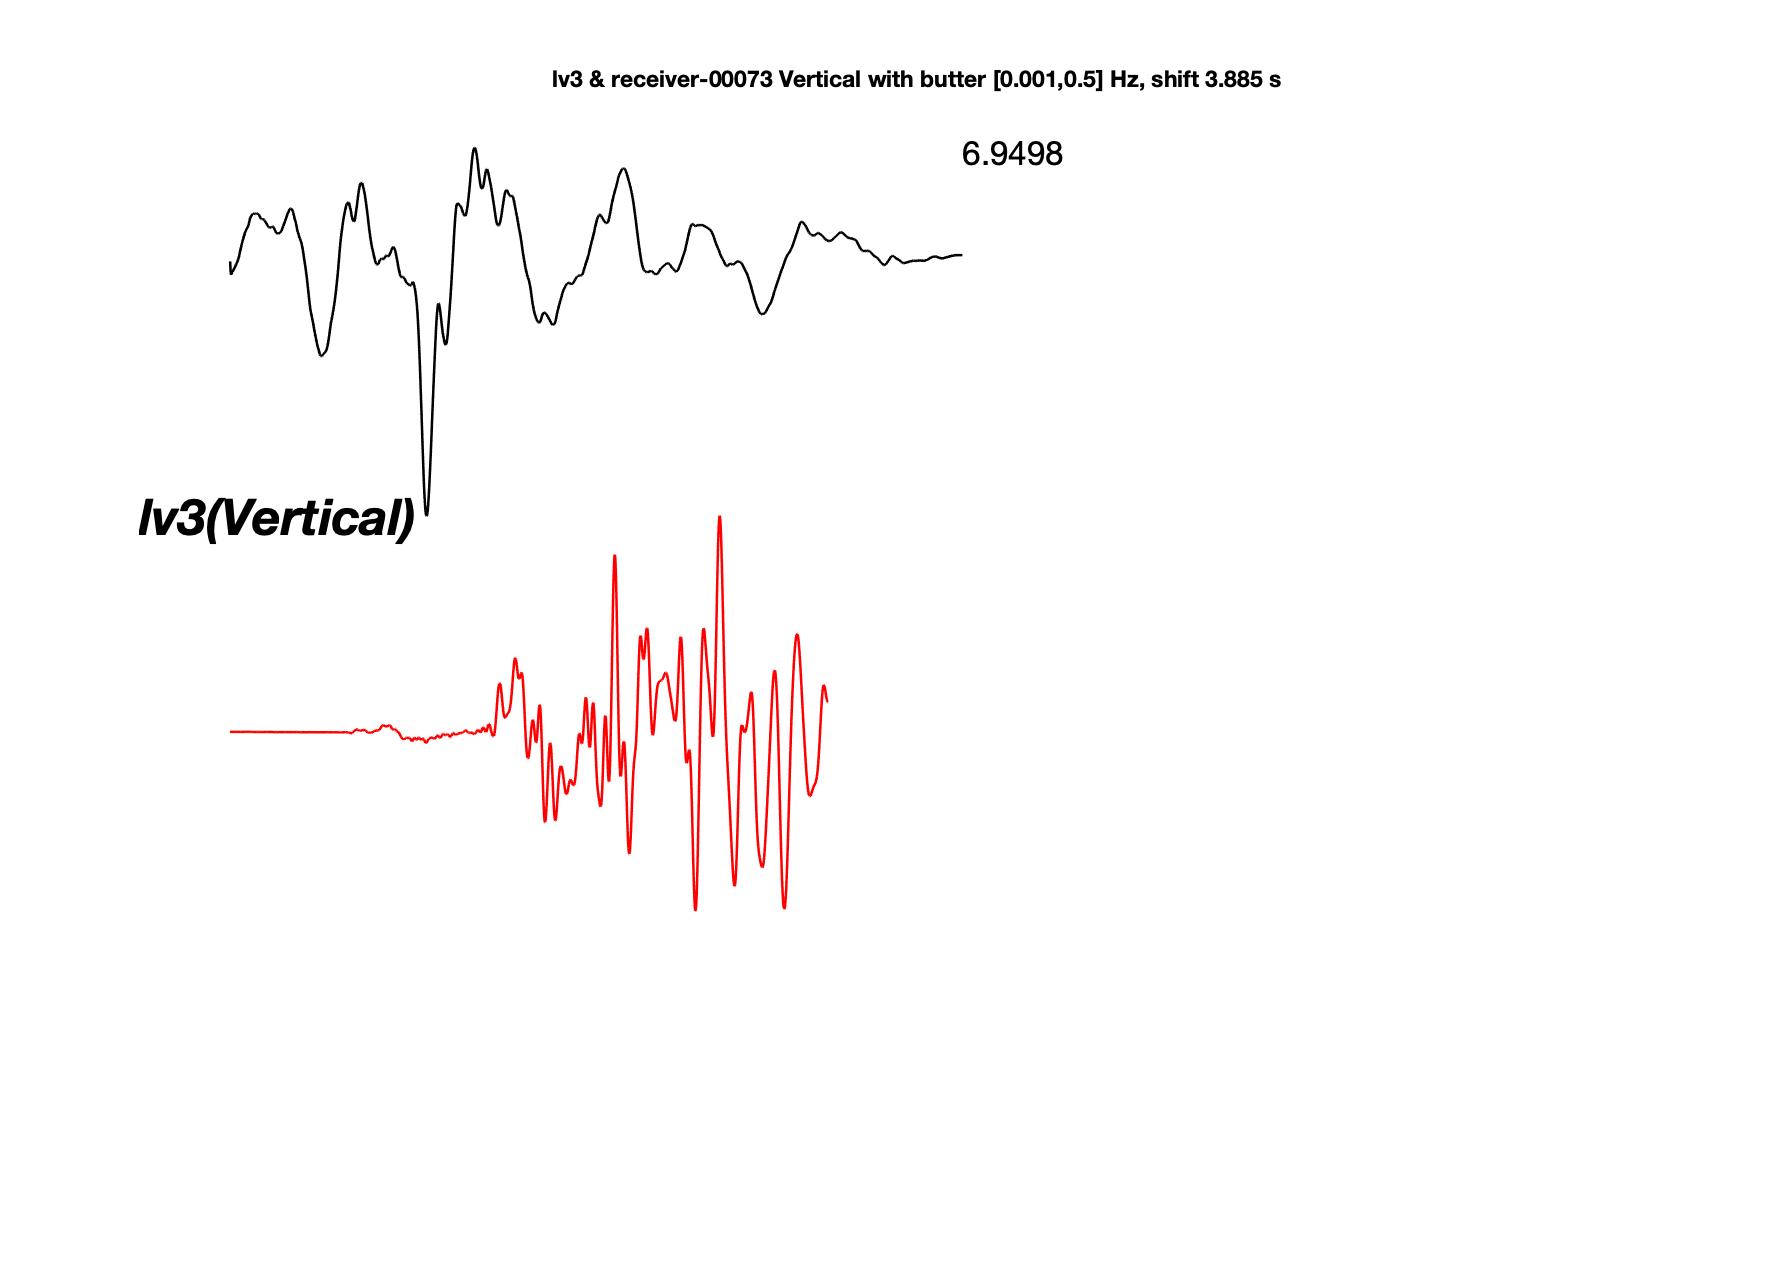 lv3 & receiver-00073 Vertical with butter [0.001,0.5] Hz, shift 3.885 s
6.9498
lv3(Vertical)